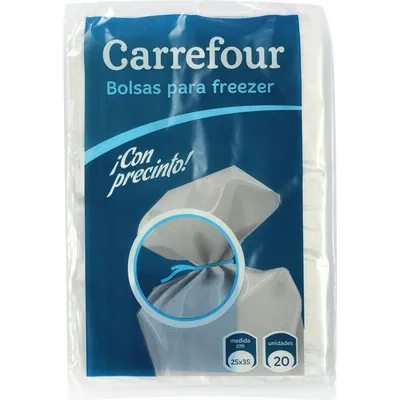 Carrefour
Bolsas para freezer
¡Con
precinto!
medida
cm
25x35
unidades
20